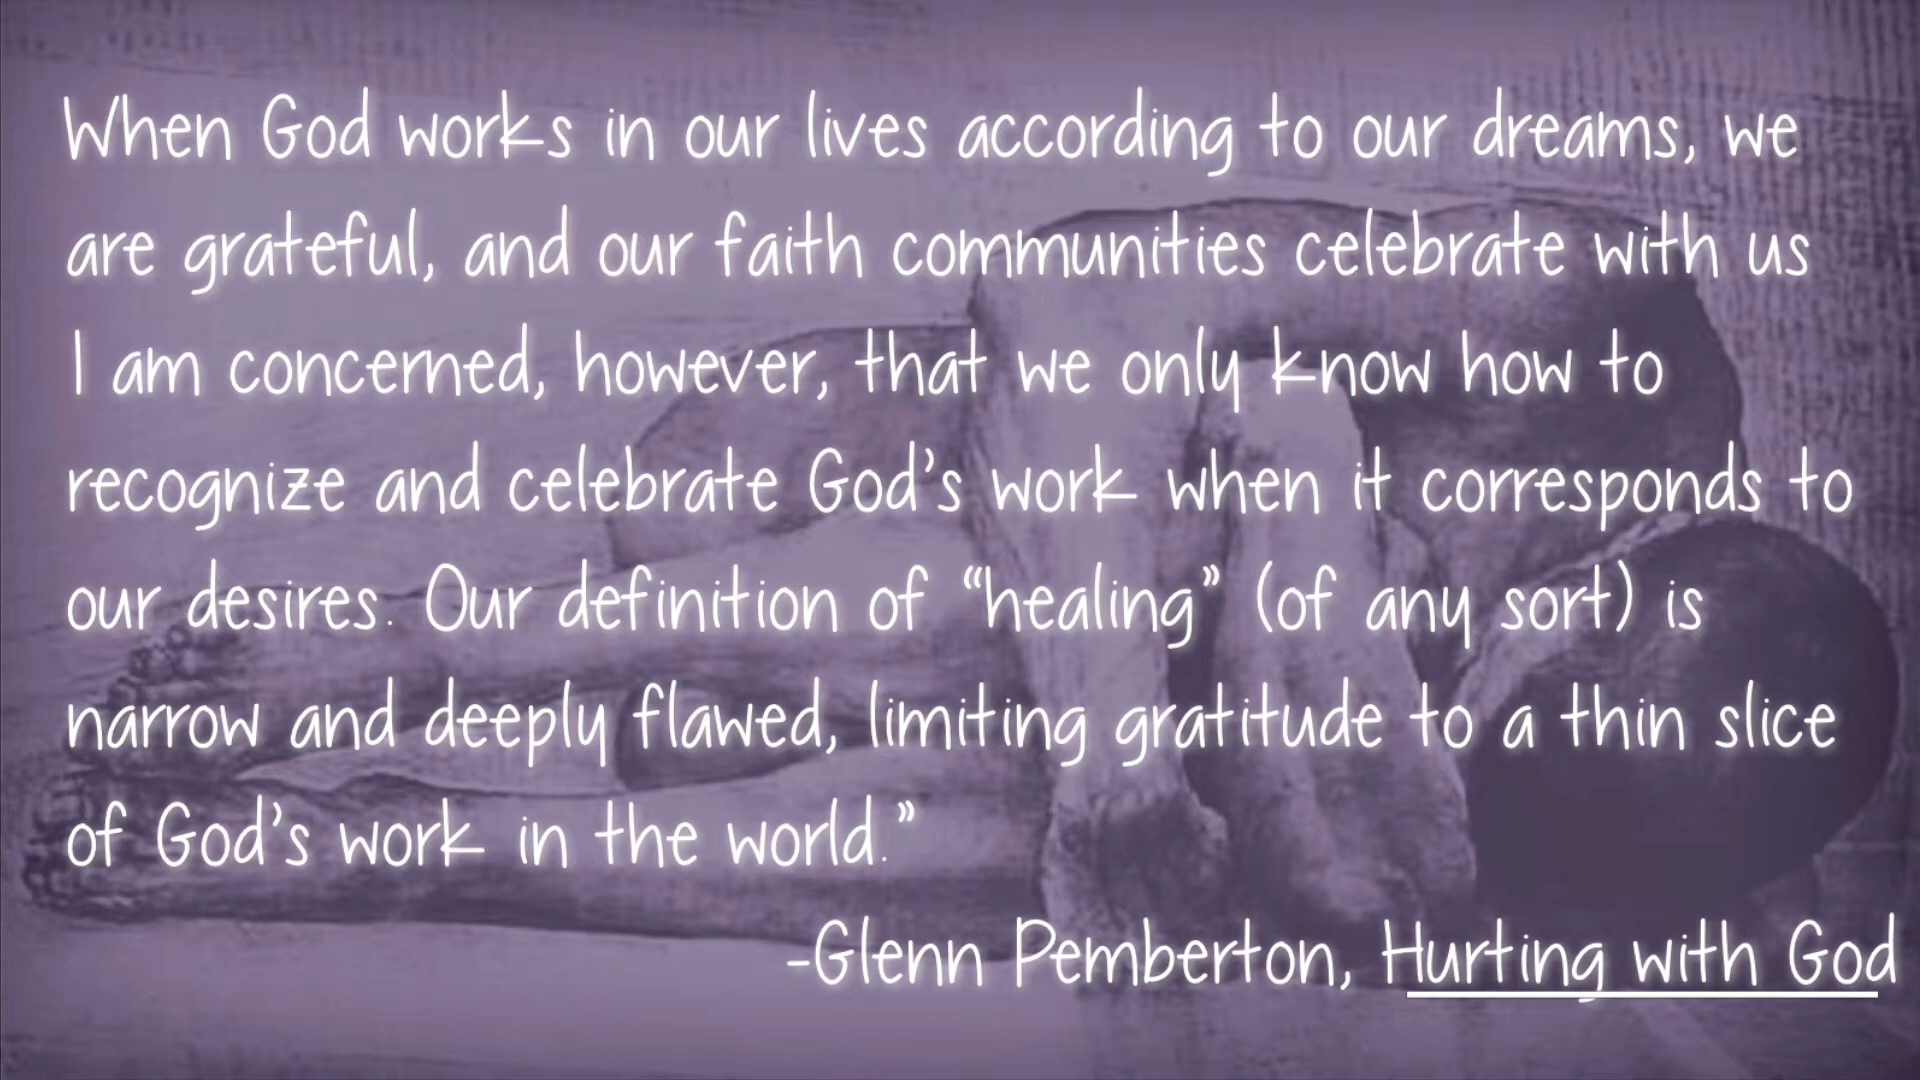 When God works in our lives according to our dreams, we
are grateful, and our faith communities celebrate with us
I am concerned, however, that we only know how to
recognize and celebrate God's work when it corresponds to
our desires. Our definition of “healing” (of any sort) is
narrow and deeply flawed, limiting gratitude to a thin slice
of God's work in the world.”
-Glenn Pemberton, Hurting with God